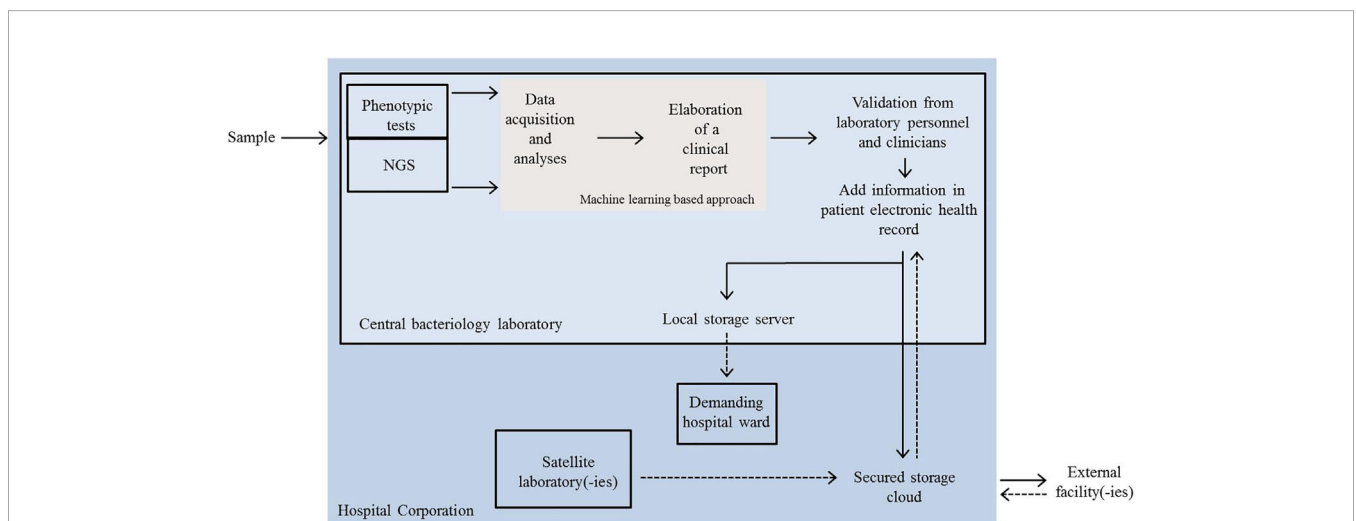 Sample
Phenotypic
tests
NGS
Data
acquisition
and
analyses
Elaboration
of a
clinical
report
Machine learning based approach
Validation from
laboratory personnel
and clinicians
Add information in
patient electronic health
record
Local storage server
Central bacteriology laboratory
Demanding
hospital ward
Satellite
laboratory(-ies)
Secured storage
cloud
External
facility(-ies)
Hospital Corporation